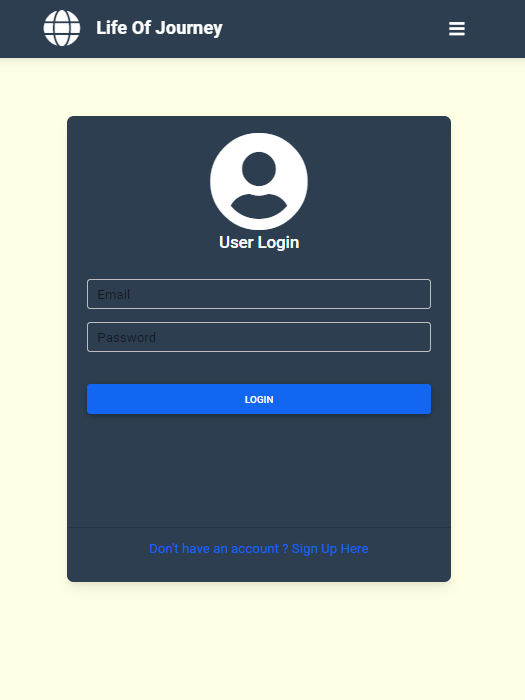 Life Of Journey
User Login
Email
Password
LOGIN
Don't have an account ? Sign Up Here